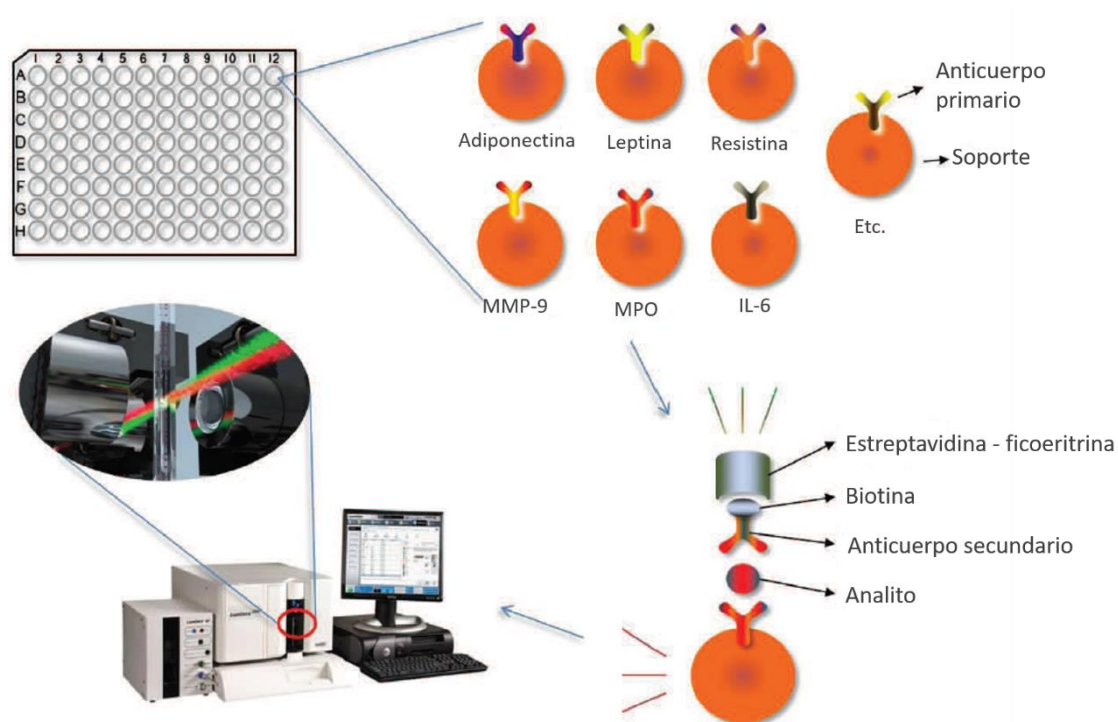 1 2 3 4 5 6 7 8 9 10 11 12
A
B
C
D
E
F
G
H
Adiponectina
Leptina
Resistina
Anticuerpo
primario
Soporte
Etc.
MMP-9
MPO
IL-6
Estreptavidina - ficoeritrina
Biotina
Anticuerpo secundario
Analito